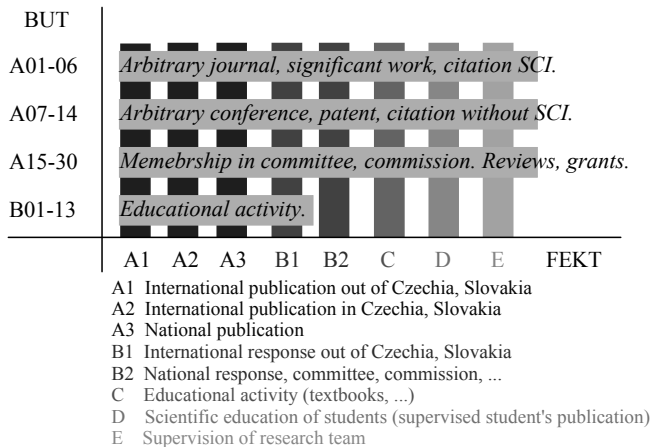 BUT
A01-06 Arbitrary journal, significant work, citation SCI.
A07-14 Arbitrary conference, patent, citation without SCI.
A15-30 Memebrship in committee, commission. Reviews, grants.
B01-13 Educational activity.
A1 A2 A3 B1 B2 C D E FEKT
A1 International publication out of Czechia, Slovakia
A2 International publication in Czechia, Slovakia
A3 National publication
B1 International response out of Czechia, Slovakia
B2 National response, committee, commission, ...
C Educational activity (textbooks, ...)
D Scientific education of students (supervised student's publication)
E Supervision of research team